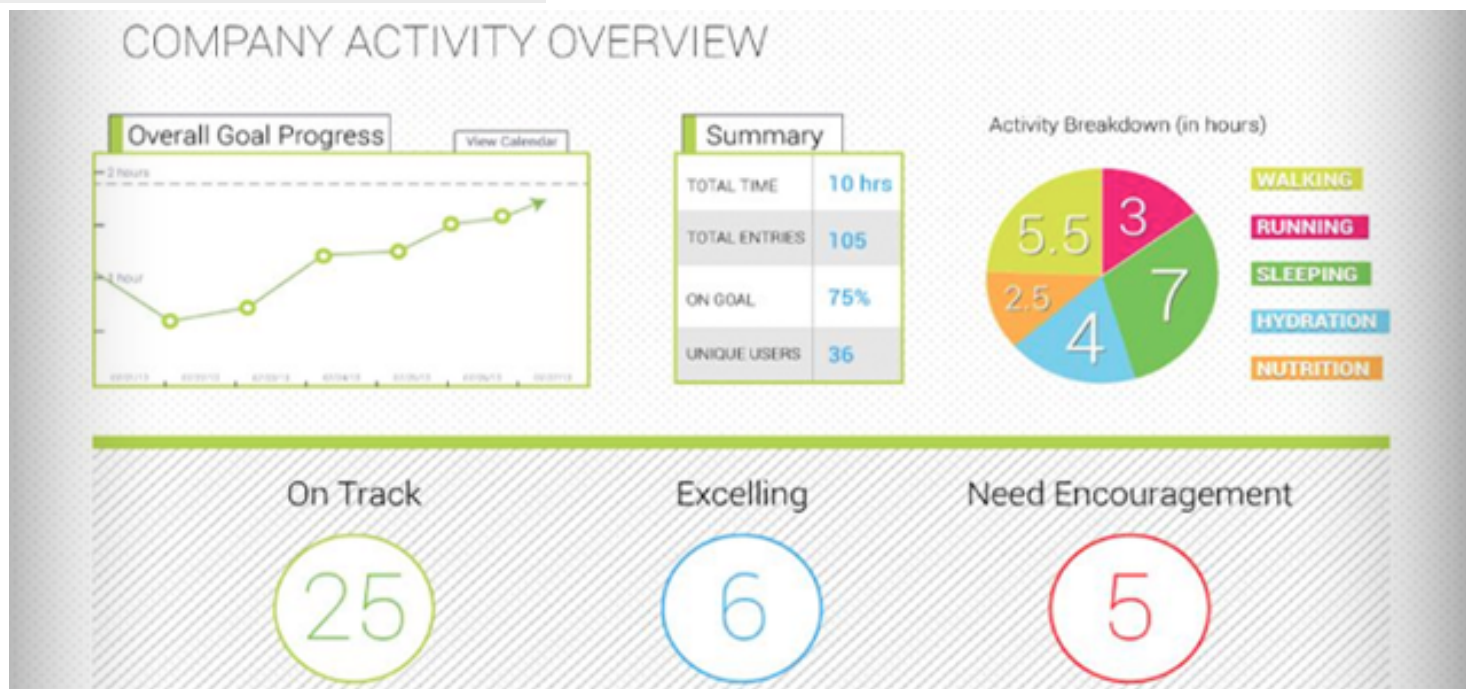 COMPANY ACTIVITY OVERVIEW
Overall Goal Progress
View Calendar
2 hours
1 hour
Summary
TOTAL TIME 10 hrs
TOTAL ENTRIES 105
ON GOAL 75%
UNIQUE USERS 36
Activity Breakdown (in hours)
5.5
3
7
4
2.5
WALKING
RUNNING
SLEEPING
HYDRATION
NUTRITION
On Track
25
Excelling
6
Need Encouragement
5